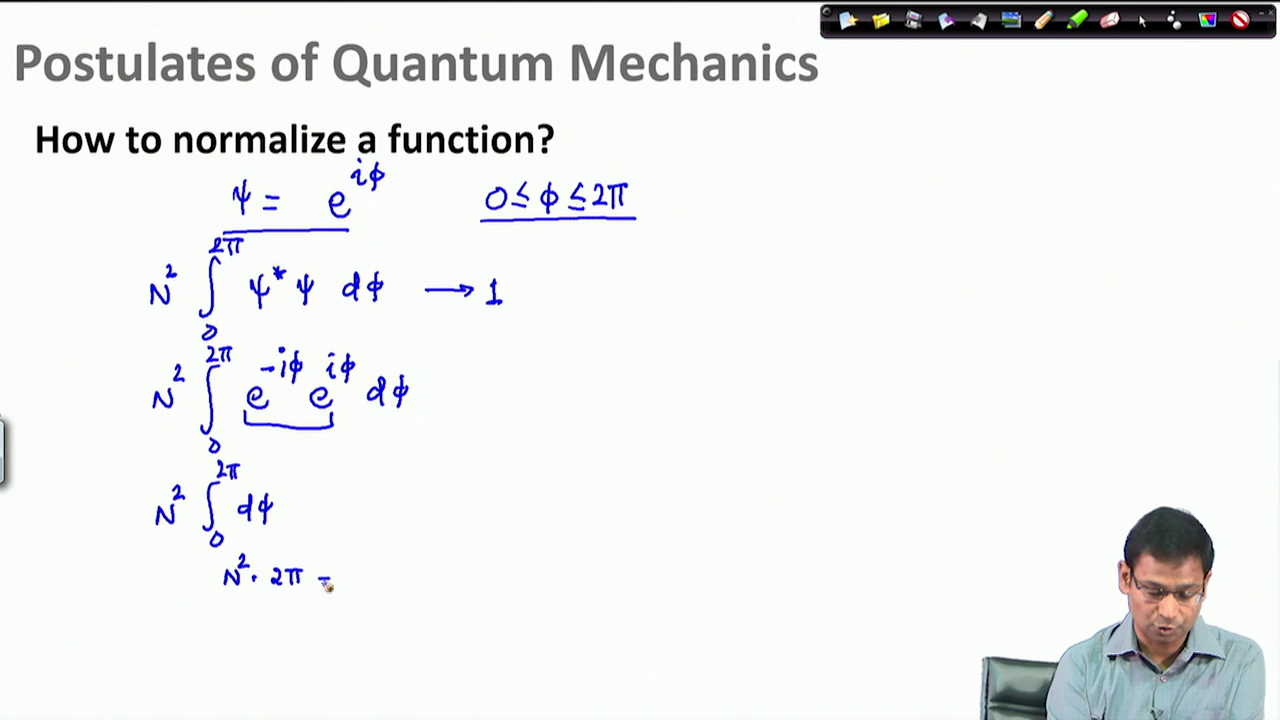 Postulates of Quantum Mechanics
How to normalize a function?
ψ = e^{iϕ} 0 ≤ ϕ ≤ 2π
N² ∫₀^{2π} ψ* ψ dϕ → 1
N² ∫₀^{2π} e^{-iϕ} e^{iϕ} dϕ
N² ∫₀^{2π} dϕ
N² · 2π =